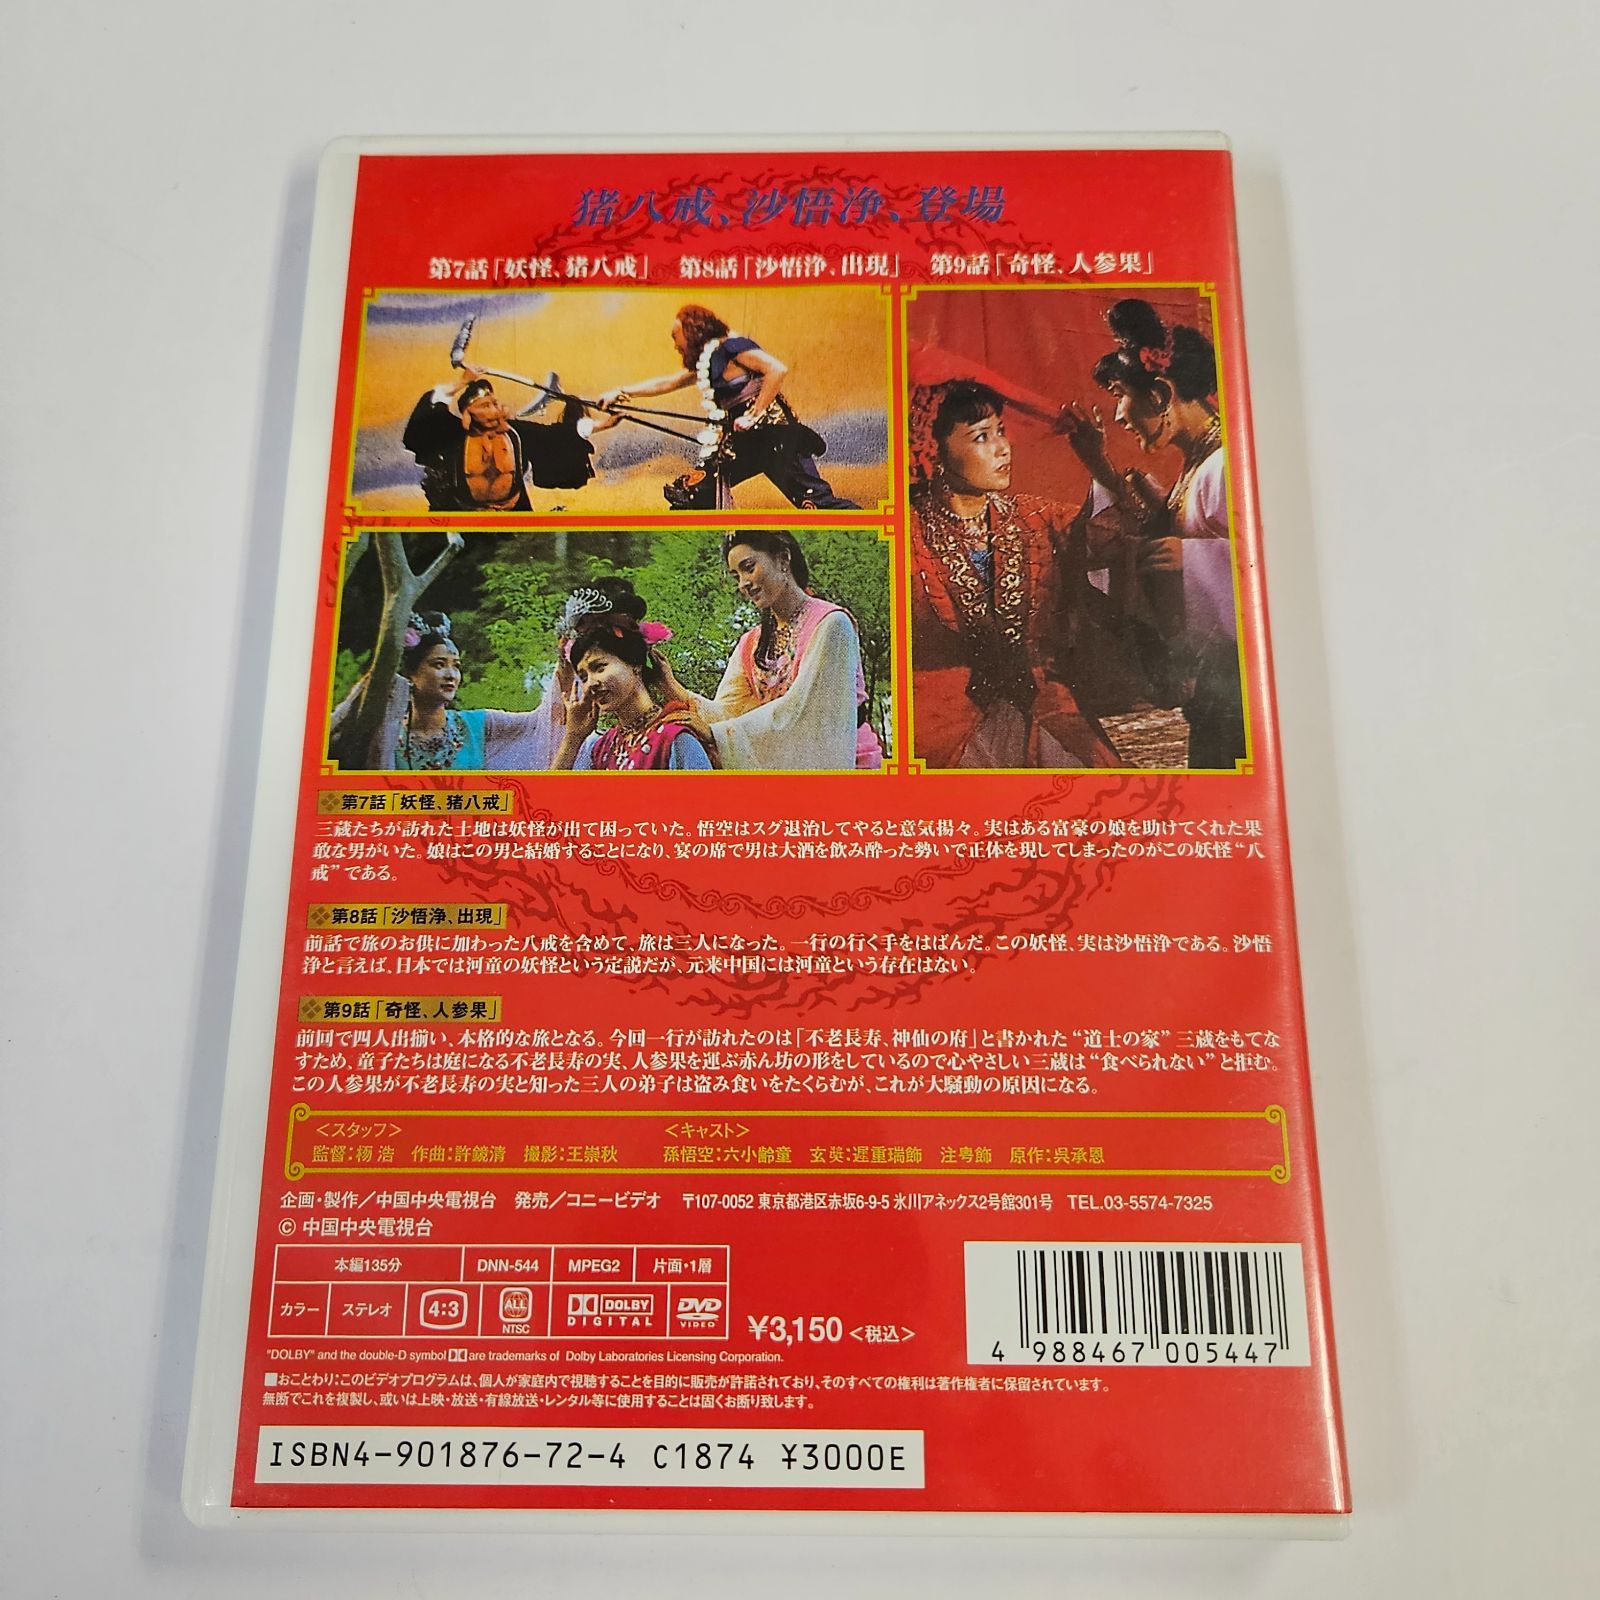 猪八戒、沙悟浄、登場
第7話「妖怪、猪八戒」 第8話「沙悟浄、出現」 第9話「奇怪、人参果」
第7話「妖怪、猪八戒」
三蔵たちが訪れた土地は妖怪が出て困っていた。悟空はスグ退治してやると意気揚々。実はある富豪の娘を助けてくれた果
敢な男がいた。娘はこの男と結婚することになり、宴の席で男は大酒を飲み酔った勢いで正体を現してしまったのがこの妖怪“八
戒”である。
第8話「沙悟浄、出現」
前話で旅のお供に加わった八戒を含めて、旅は三人になった。一行の行く手をはばんだ。この妖怪、実は沙悟浄である。沙悟
浄と言えば、日本では河童の妖怪という定説だが、元来中国には河童という存在はない。
第9話「奇怪、人参果」
前回で四人出揃い、本格的な旅となる。今回一行が訪れたのは「不老長寿、神仙の府」と書かれた“道士の家”三蔵をもてな
すため、童子たちは庭になる不老長寿の実、人参果を運ぶ赤ん坊の形をしているので心やさしい三蔵は“食べられない”と拒む。
この人参果が不老長寿の実と知った三人の弟子は盗み食いをたくらむが、これが大騒動の原因になる。
＜スタッフ＞ ＜キャスト＞
監督：楊 浩 作曲：許鏡清 撮影：王崇秋 孫悟空：六小齢童 玄奘：遅重瑞飾 注粤飾 原作：呉承恩
企画・製作／中国中央電視台 発売／コニービデオ 〒107-0052 東京都港区赤坂6-9-5 氷川アネックス2号館301号 TEL.03-5574-7325
© 中国中央電視台
本編135分 DNN-544 MPEG2 片面・1層
カラー ステレオ 4:3 ALL NTSC DOLBY DIGITAL DVD VIDEO
¥3,150＜税込＞
"DOLBY" and the double-D symbol are trademarks of Dolby Laboratories Licensing Corporation.
4 988467 005447
■おことわり：このビデオプログラムは、個人が家庭内で視聴することを目的に販売が許諾されており、そのすべての権利は著作権者に保留されています。
無断でこれを複製し、或いは上映・放送・有線放送・レンタル等に使用することは固くお断り致します。
ISBN4-901876-72-4 C1874 ¥3000E